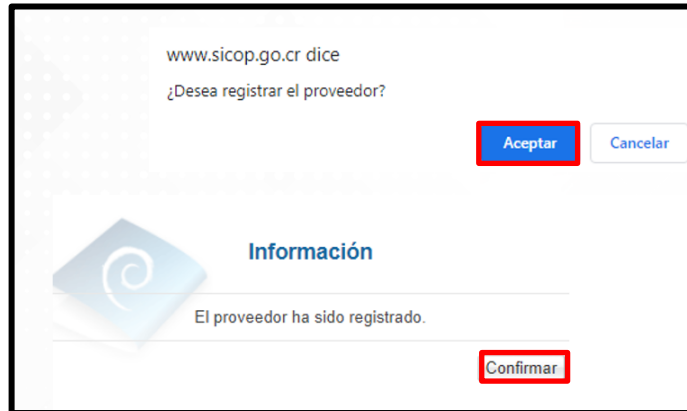 www.sicop.go.cr dice
¿Desea registrar el proveedor?
Aceptar Cancelar
Información
El proveedor ha sido registrado.
Confirmar